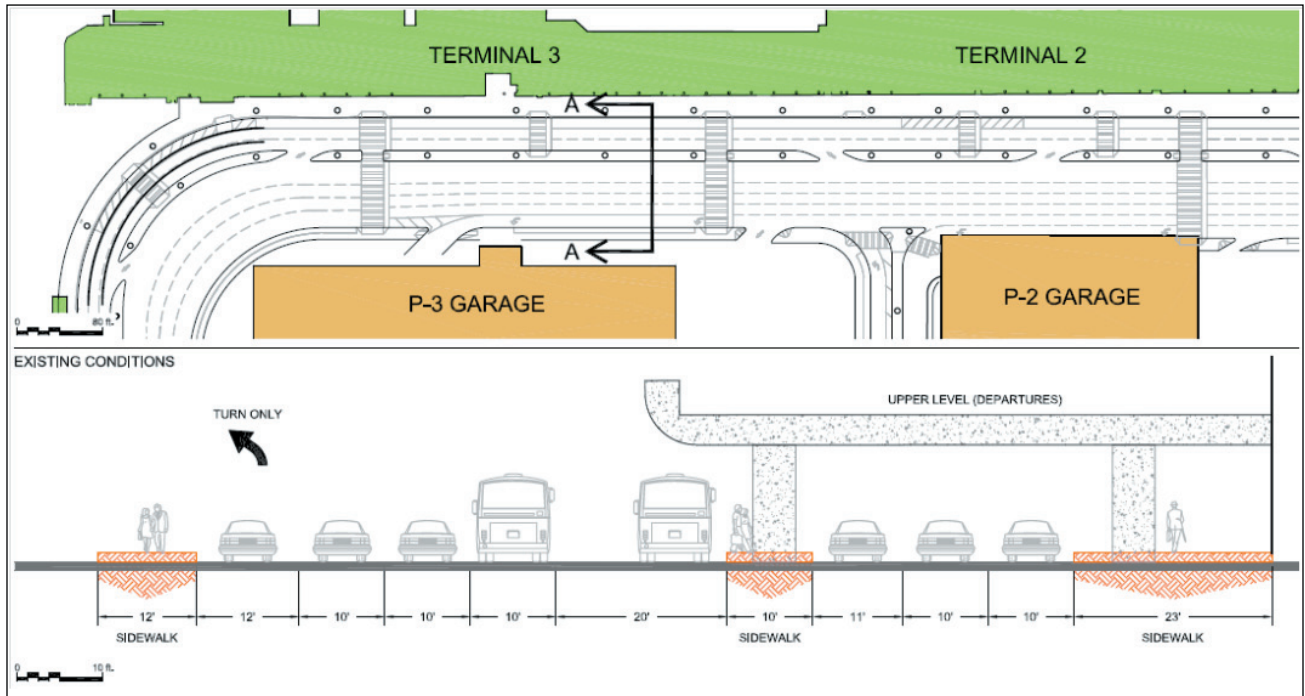 TERMINAL 3
TERMINAL 2
A
A
P-3 GARAGE
P-2 GARAGE
0 80 ft.
EXISTING CONDITIONS
TURN ONLY
UPPER LEVEL (DEPARTURES)
12' 12' 10' 10' 10' 20' 10' 11' 10' 10' 23'
SIDEWALK SIDEWALK SIDEWALK
0 10 ft.